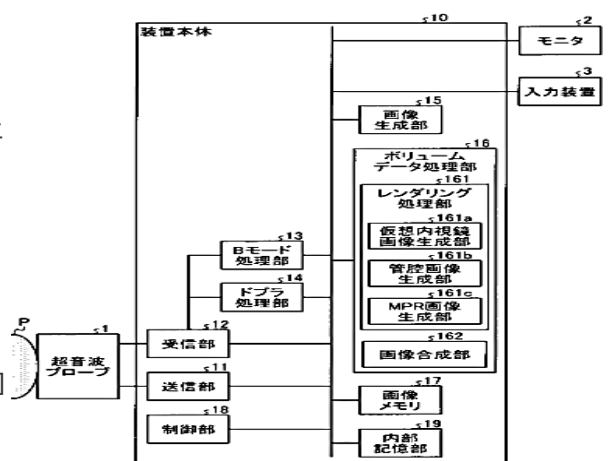 装置本体
10
2
モニタ
3
入力装置
15
画像
生成部
16
ボリューム
データ処理部
161
レンダリング
処理部
161a
仮想内視鏡
画像生成部
161b
管腔画像
生成部
161c
MPR画像
生成部
162
画像合成部
13
Bモード
処理部
14
ドプラ
処理部
P
1
超音波
プローブ
12
受信部
11
送信部
18
制御部
17
画像
メモリ
19
内部
記憶部